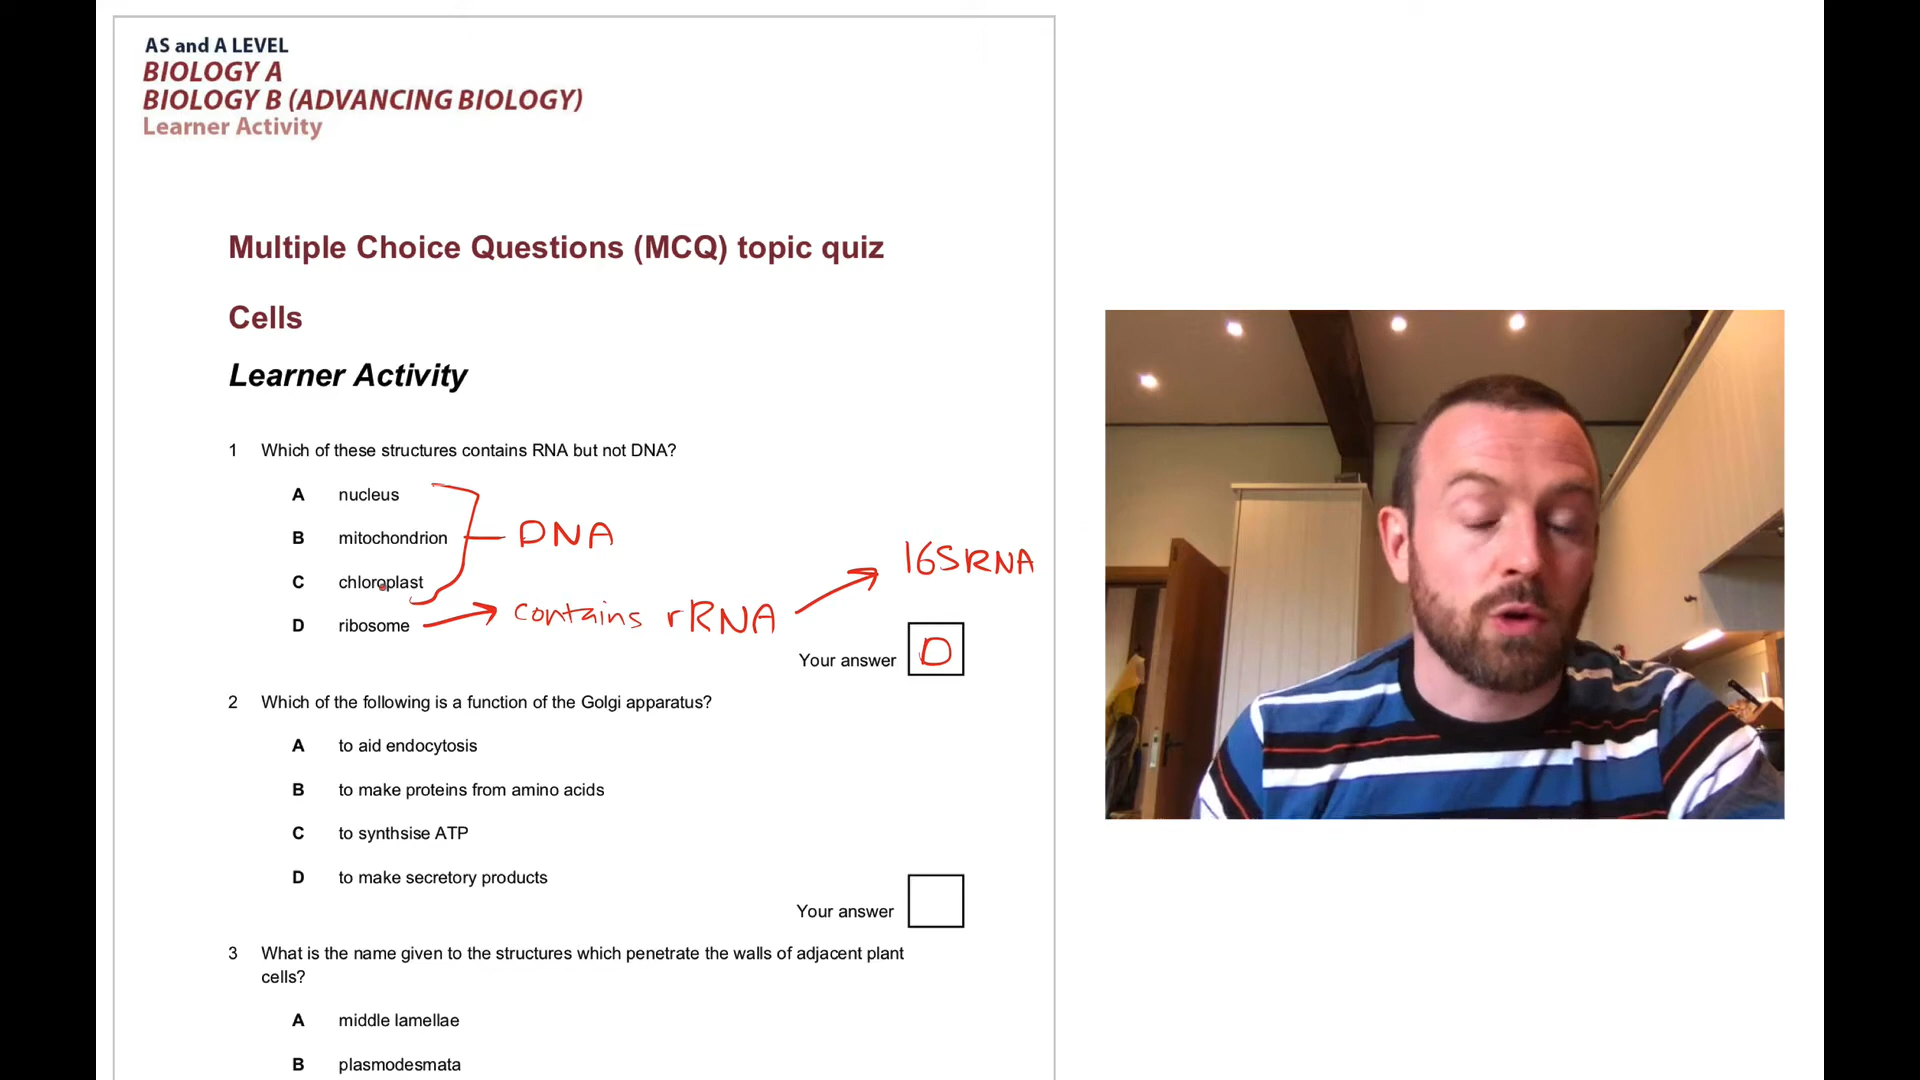 AS and A LEVEL
BIOLOGY A
BIOLOGY B (ADVANCING BIOLOGY)
Learner Activity
Multiple Choice Questions (MCQ) topic quiz
Cells
Learner Activity
1 Which of these structures contains RNA but not DNA?
A nucleus
B mitochondrion
DNA
C chloroplast
16SRNA
D ribosome
contains rRNA
Your answer D
2 Which of the following is a function of the Golgi apparatus?
A to aid endocytosis
B to make proteins from amino acids
C to synthsise ATP
D to make secretory products
Your answer
3 What is the name given to the structures which penetrate the walls of adjacent plant
cells?
A middle lamellae
B plasmodesmata